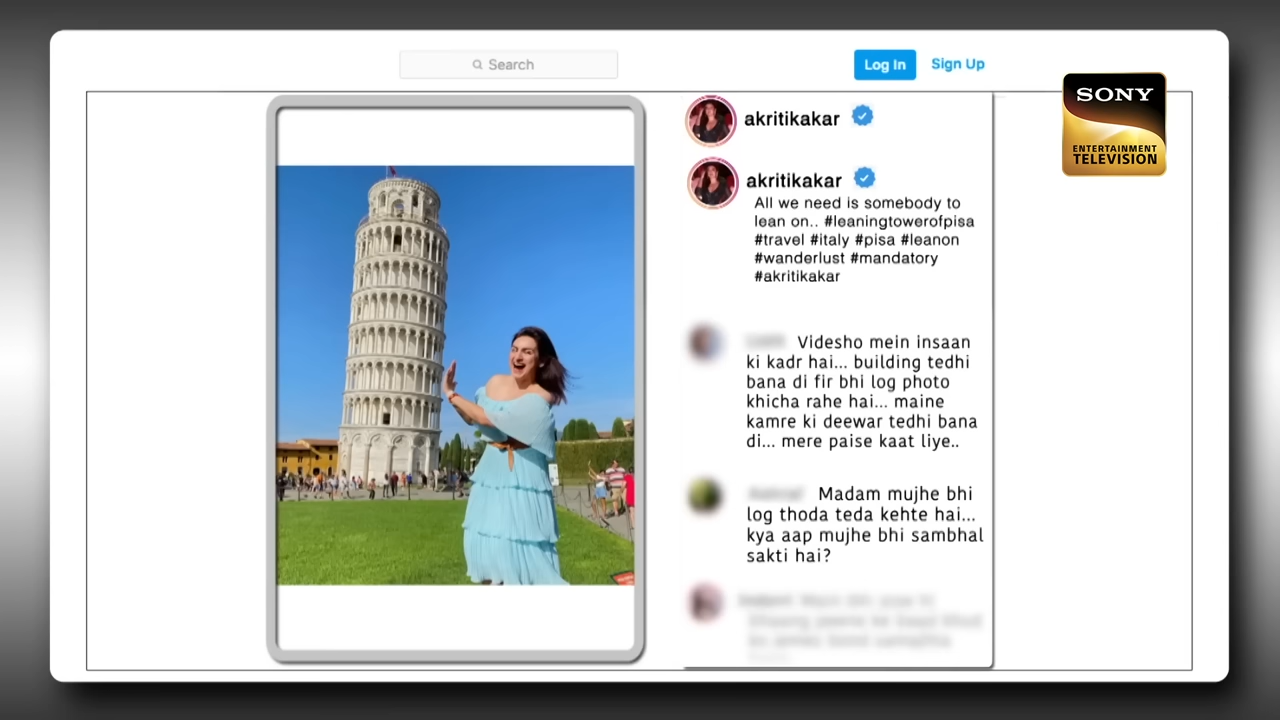 Search
Log In
Sign Up
SONY
ENTERTAINMENT
TELEVISION
akritikakar
akritikakar
All we need is somebody to
lean on.. #leaningtowerofpisa
#travel #italy #pisa #leanon
#wanderlust #mandatory
#akritikakar
Videsho mein insaan
ki kadr hai... building tedhi
bana di fir bhi log photo
khicha rahe hai... maine
kamre ki deewar tedhi bana
di... mere paise kaat liye..
Madam mujhe bhi
log thoda teda kehte hai...
kya aap mujhe bhi sambhal
sakti hai?